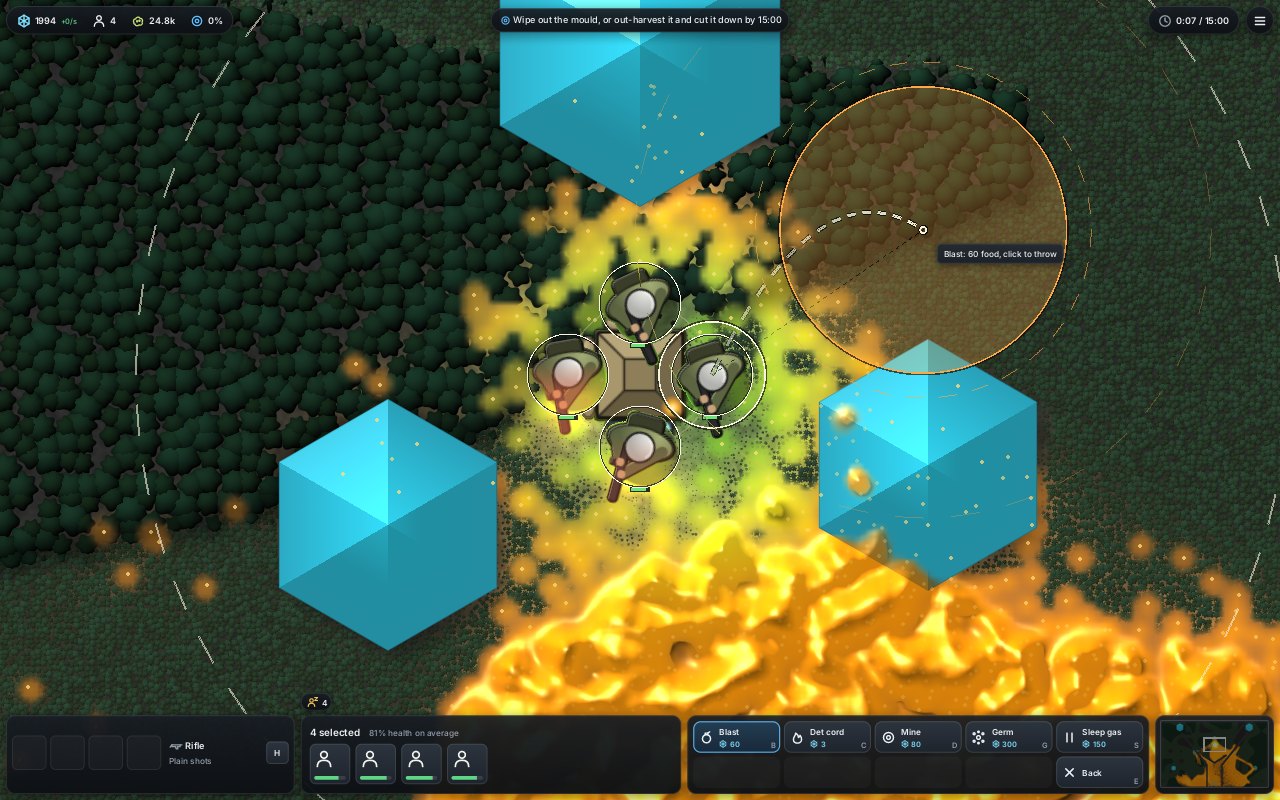 1994 +0/s 4 24.8k 0%
Wipe out the mould, or out-harvest it and cut it down by 15:00
0:07 / 15:00
Blast: 60 food, click to throw
4
Rifle
Plain shots
H
4 selected 81% health on average
Blast
60 B
Det cord
3 C
Mine
80 D
Germ
300 G
Sleep gas
150 S
Back
E